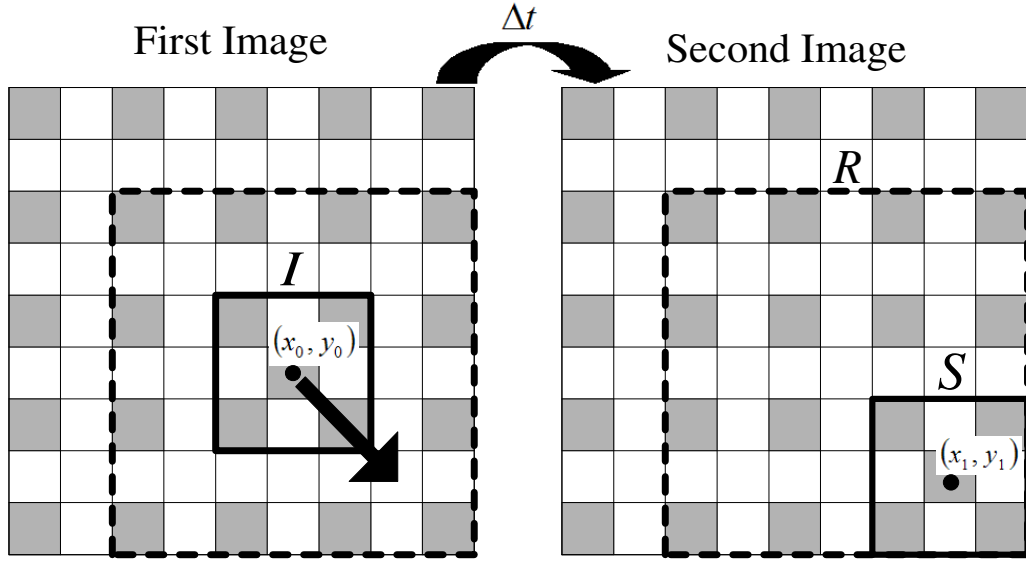 First Image
Δt
Second Image
R
I
(x₀, y₀)
S
(x₁, y₁)